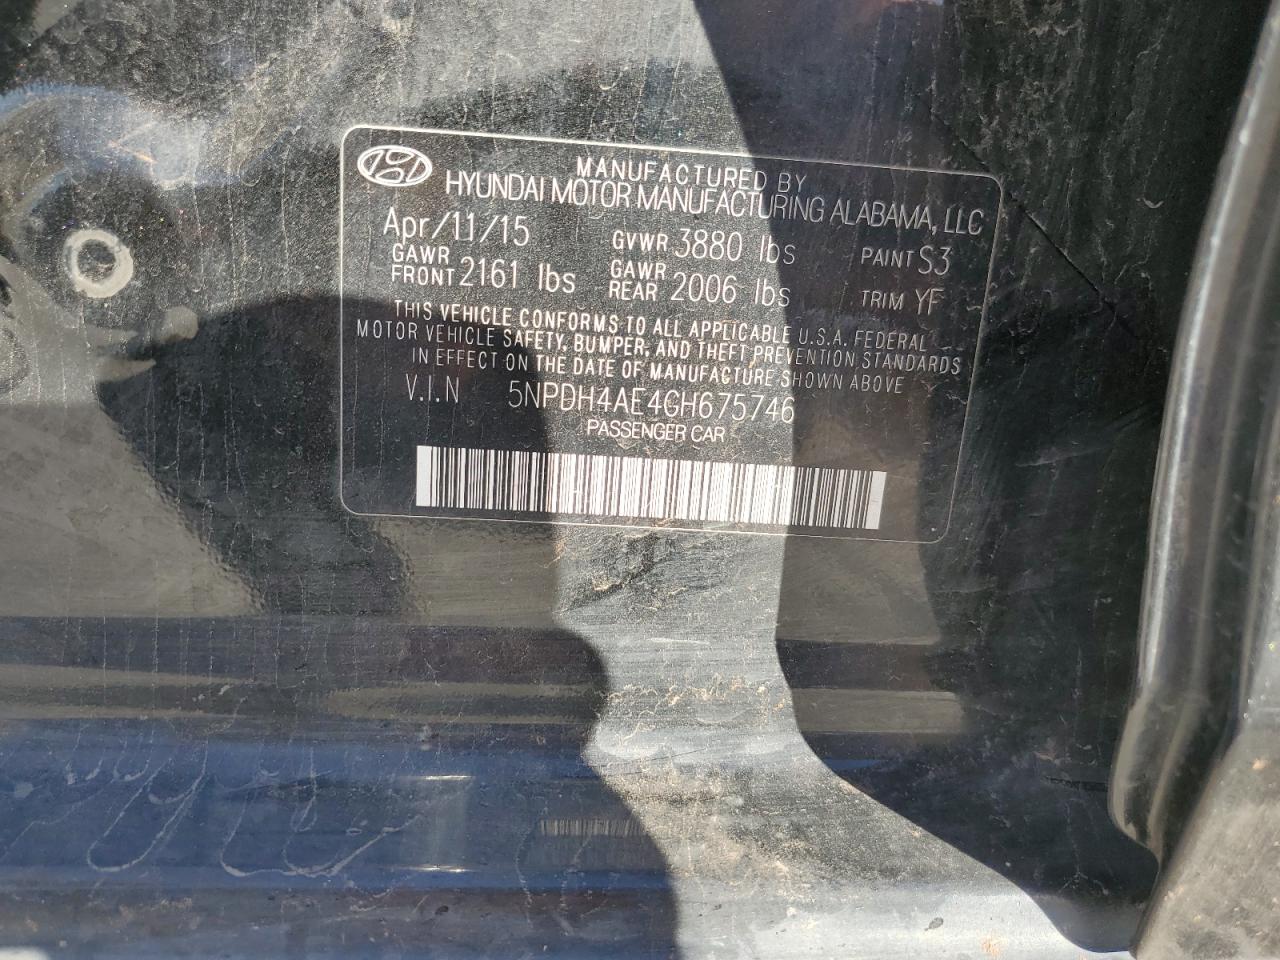 MANUFACTURED BY
HYUNDAI MOTOR MANUFACTURING ALABAMA, LLC
Apr/11/15 GVWR 3880 lbs PAINT S3
GAWR FRONT 2161 lbs GAWR REAR 2006 lbs TRIM YF
THIS VEHICLE CONFORMS TO ALL APPLICABLE U.S.A. FEDERAL
MOTOR VEHICLE SAFETY, BUMPER, AND THEFT PREVENTION STANDARDS
IN EFFECT ON THE DATE OF MANUFACTURE SHOWN ABOVE
V.I.N 5NPDH4AE4GH675746
PASSENGER CAR